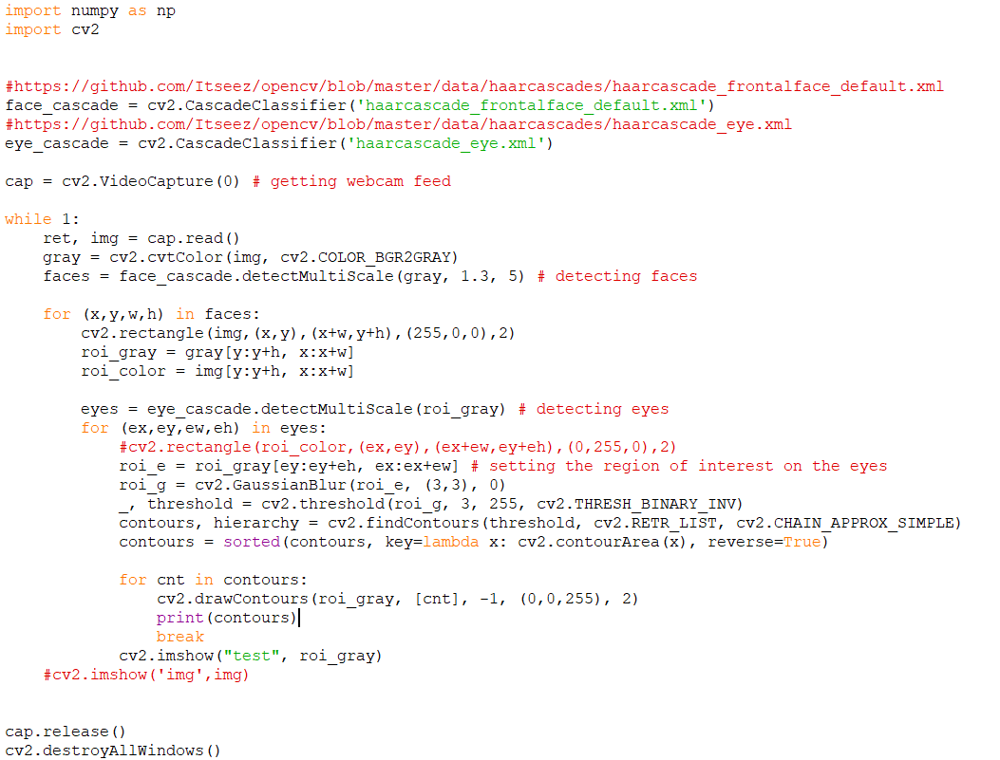 import numpy as np
import cv2
#https://github.com/Itseez/opencv/blob/master/data/haarcascades/haarcascade_frontalface_default.xml
face_cascade = cv2.CascadeClassifier('haarcascade_frontalface_default.xml')
#https://github.com/Itseez/opencv/blob/master/data/haarcascades/haarcascade_eye.xml
eye_cascade = cv2.CascadeClassifier('haarcascade_eye.xml')
cap = cv2.VideoCapture(0) # getting webcam feed
while 1:
    ret, img = cap.read()
    gray = cv2.cvtColor(img, cv2.COLOR_BGR2GRAY)
    faces = face_cascade.detectMultiScale(gray, 1.3, 5) # detecting faces
    for (x,y,w,h) in faces:
        cv2.rectangle(img,(x,y),(x+w,y+h),(255,0,0),2)
        roi_gray = gray[y:y+h, x:x+w]
        roi_color = img[y:y+h, x:x+w]
        eyes = eye_cascade.detectMultiScale(roi_gray) # detecting eyes
        for (ex,ey,ew,eh) in eyes:
            #cv2.rectangle(roi_color,(ex,ey),(ex+ew,ey+eh),(0,255,0),2)
            roi_e = roi_gray[ey:ey+eh, ex:ex+ew] # setting the region of interest on the eyes
            roi_g = cv2.GaussianBlur(roi_e, (3,3), 0)
            _, threshold = cv2.threshold(roi_g, 3, 255, cv2.THRESH_BINARY_INV)
            contours, hierarchy = cv2.findContours(threshold, cv2.RETR_LIST, cv2.CHAIN_APPROX_SIMPLE)
            contours = sorted(contours, key=lambda x: cv2.contourArea(x), reverse=True)
            for cnt in contours:
                cv2.drawContours(roi_gray, [cnt], -1, (0,0,255), 2)
                print(contours)
                break
            cv2.imshow("test", roi_gray)
    #cv2.imshow('img',img)
cap.release()
cv2.destroyAllWindows()